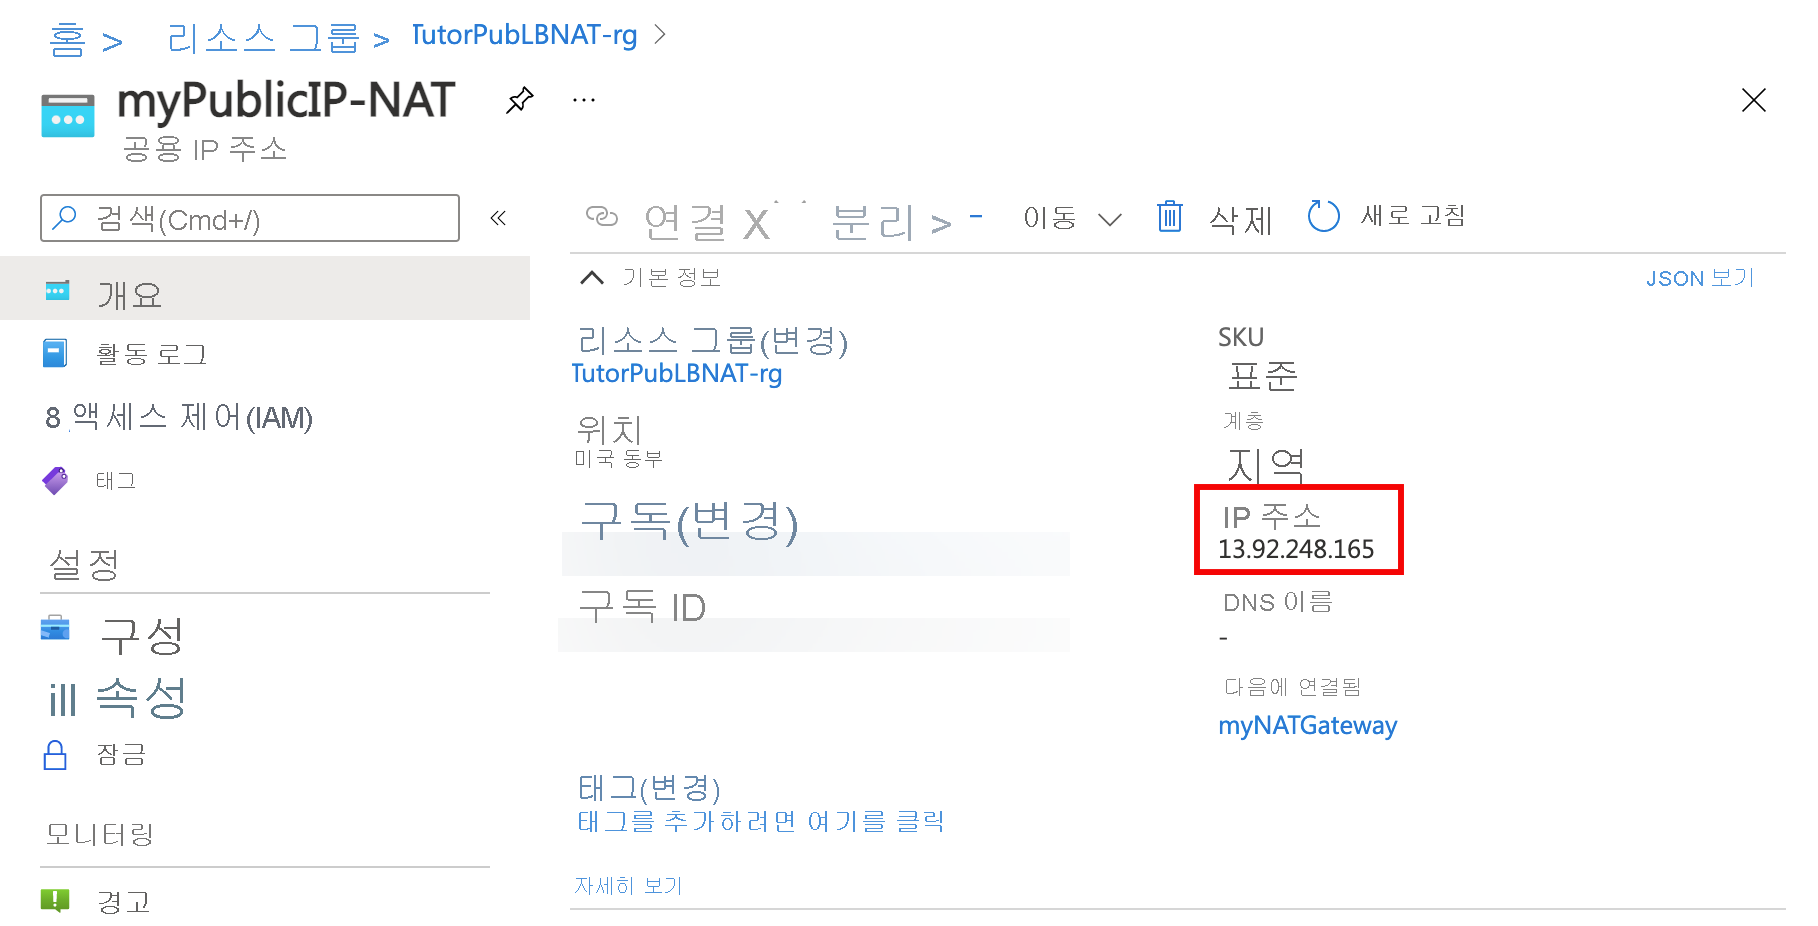 홈 > 리소스 그룹 > TutorPubLBNAT-rg >
myPublicIP-NAT
공용 IP 주소
검색(Cmd+/)
«
연결 X 분리 > -
이동
삭제
새로 고침
개요
활동 로그
8 액세스 제어(IAM)
태그
설정
구성
ill 속성
잠금
모니터링
경고
기본 정보
JSON 보기
리소스 그룹(변경)
TutorPubLBNAT-rg
위치
미국 동부
구독(변경)
구독 ID
태그(변경)
태그를 추가하려면 여기를 클릭
자세히 보기
SKU
표준
계층
지역
IP 주소
13.92.248.165
DNS 이름
-
다음에 연결됨
myNATGateway